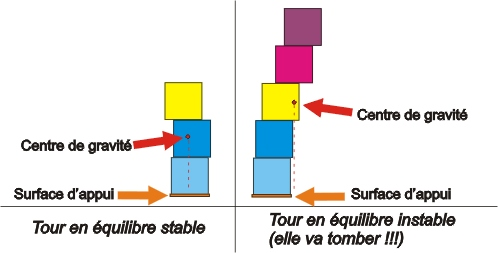 Centre de gravité
Surface d'appui
Tour en équilibre stable
Centre de gravité
Surface d'appui
Tour en équilibre instable
(elle va tomber !!!)